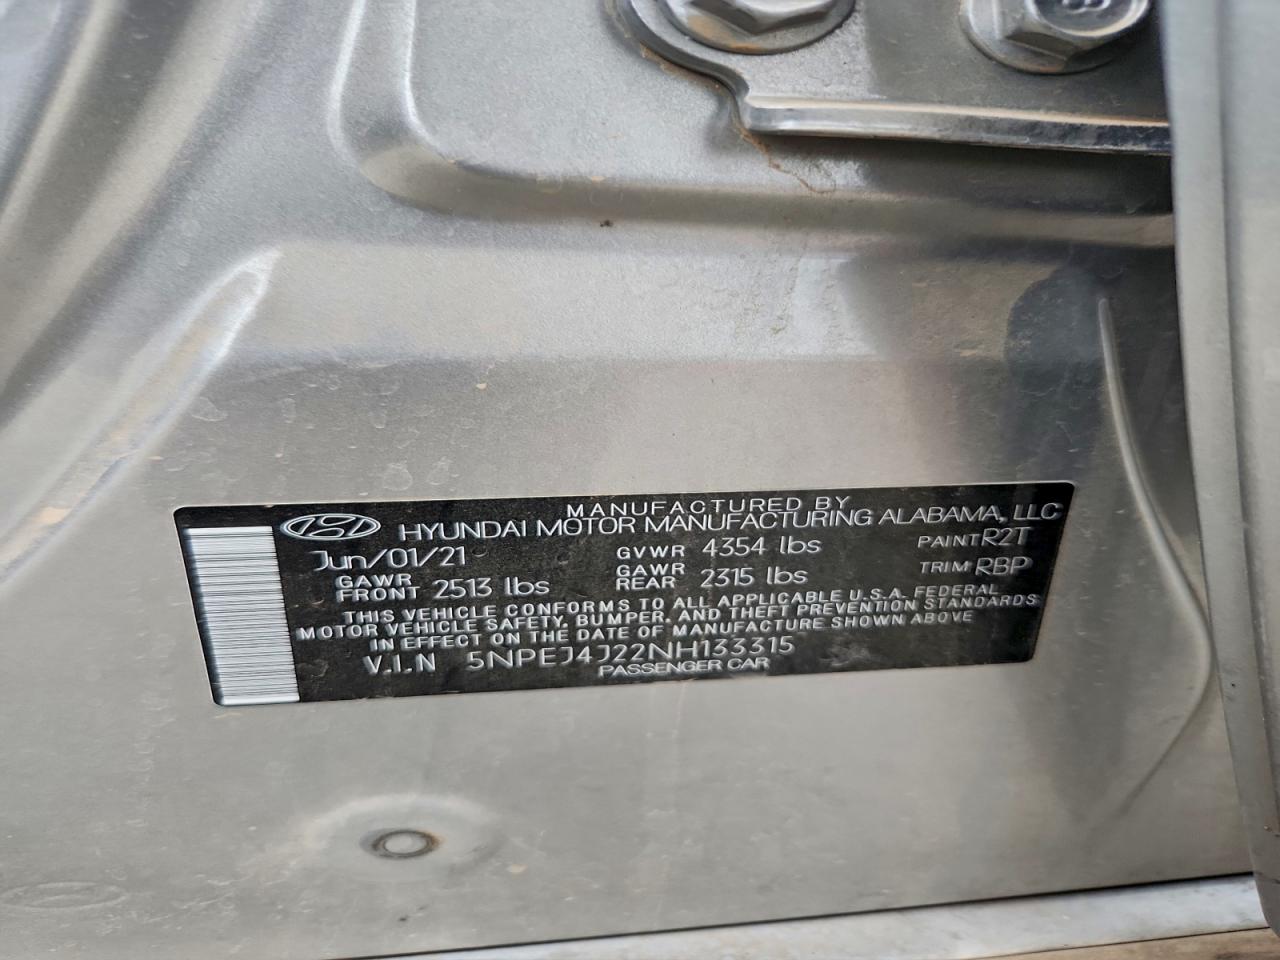 MANUFACTURED BY
HYUNDAI MOTOR MANUFACTURING ALABAMA, LLC
Jun/01/21 GVWR 4354 lbs PAINT R2T
GAWR FRONT 2513 lbs GAWR REAR 2315 lbs TRIM RBP
THIS VEHICLE CONFORMS TO ALL APPLICABLE U.S.A. FEDERAL
MOTOR VEHICLE SAFETY, BUMPER, AND THEFT PREVENTION STANDARDS
IN EFFECT ON THE DATE OF MANUFACTURE SHOWN ABOVE
V.I.N 5NPEJ4J22NH133315
PASSENGER CAR
8